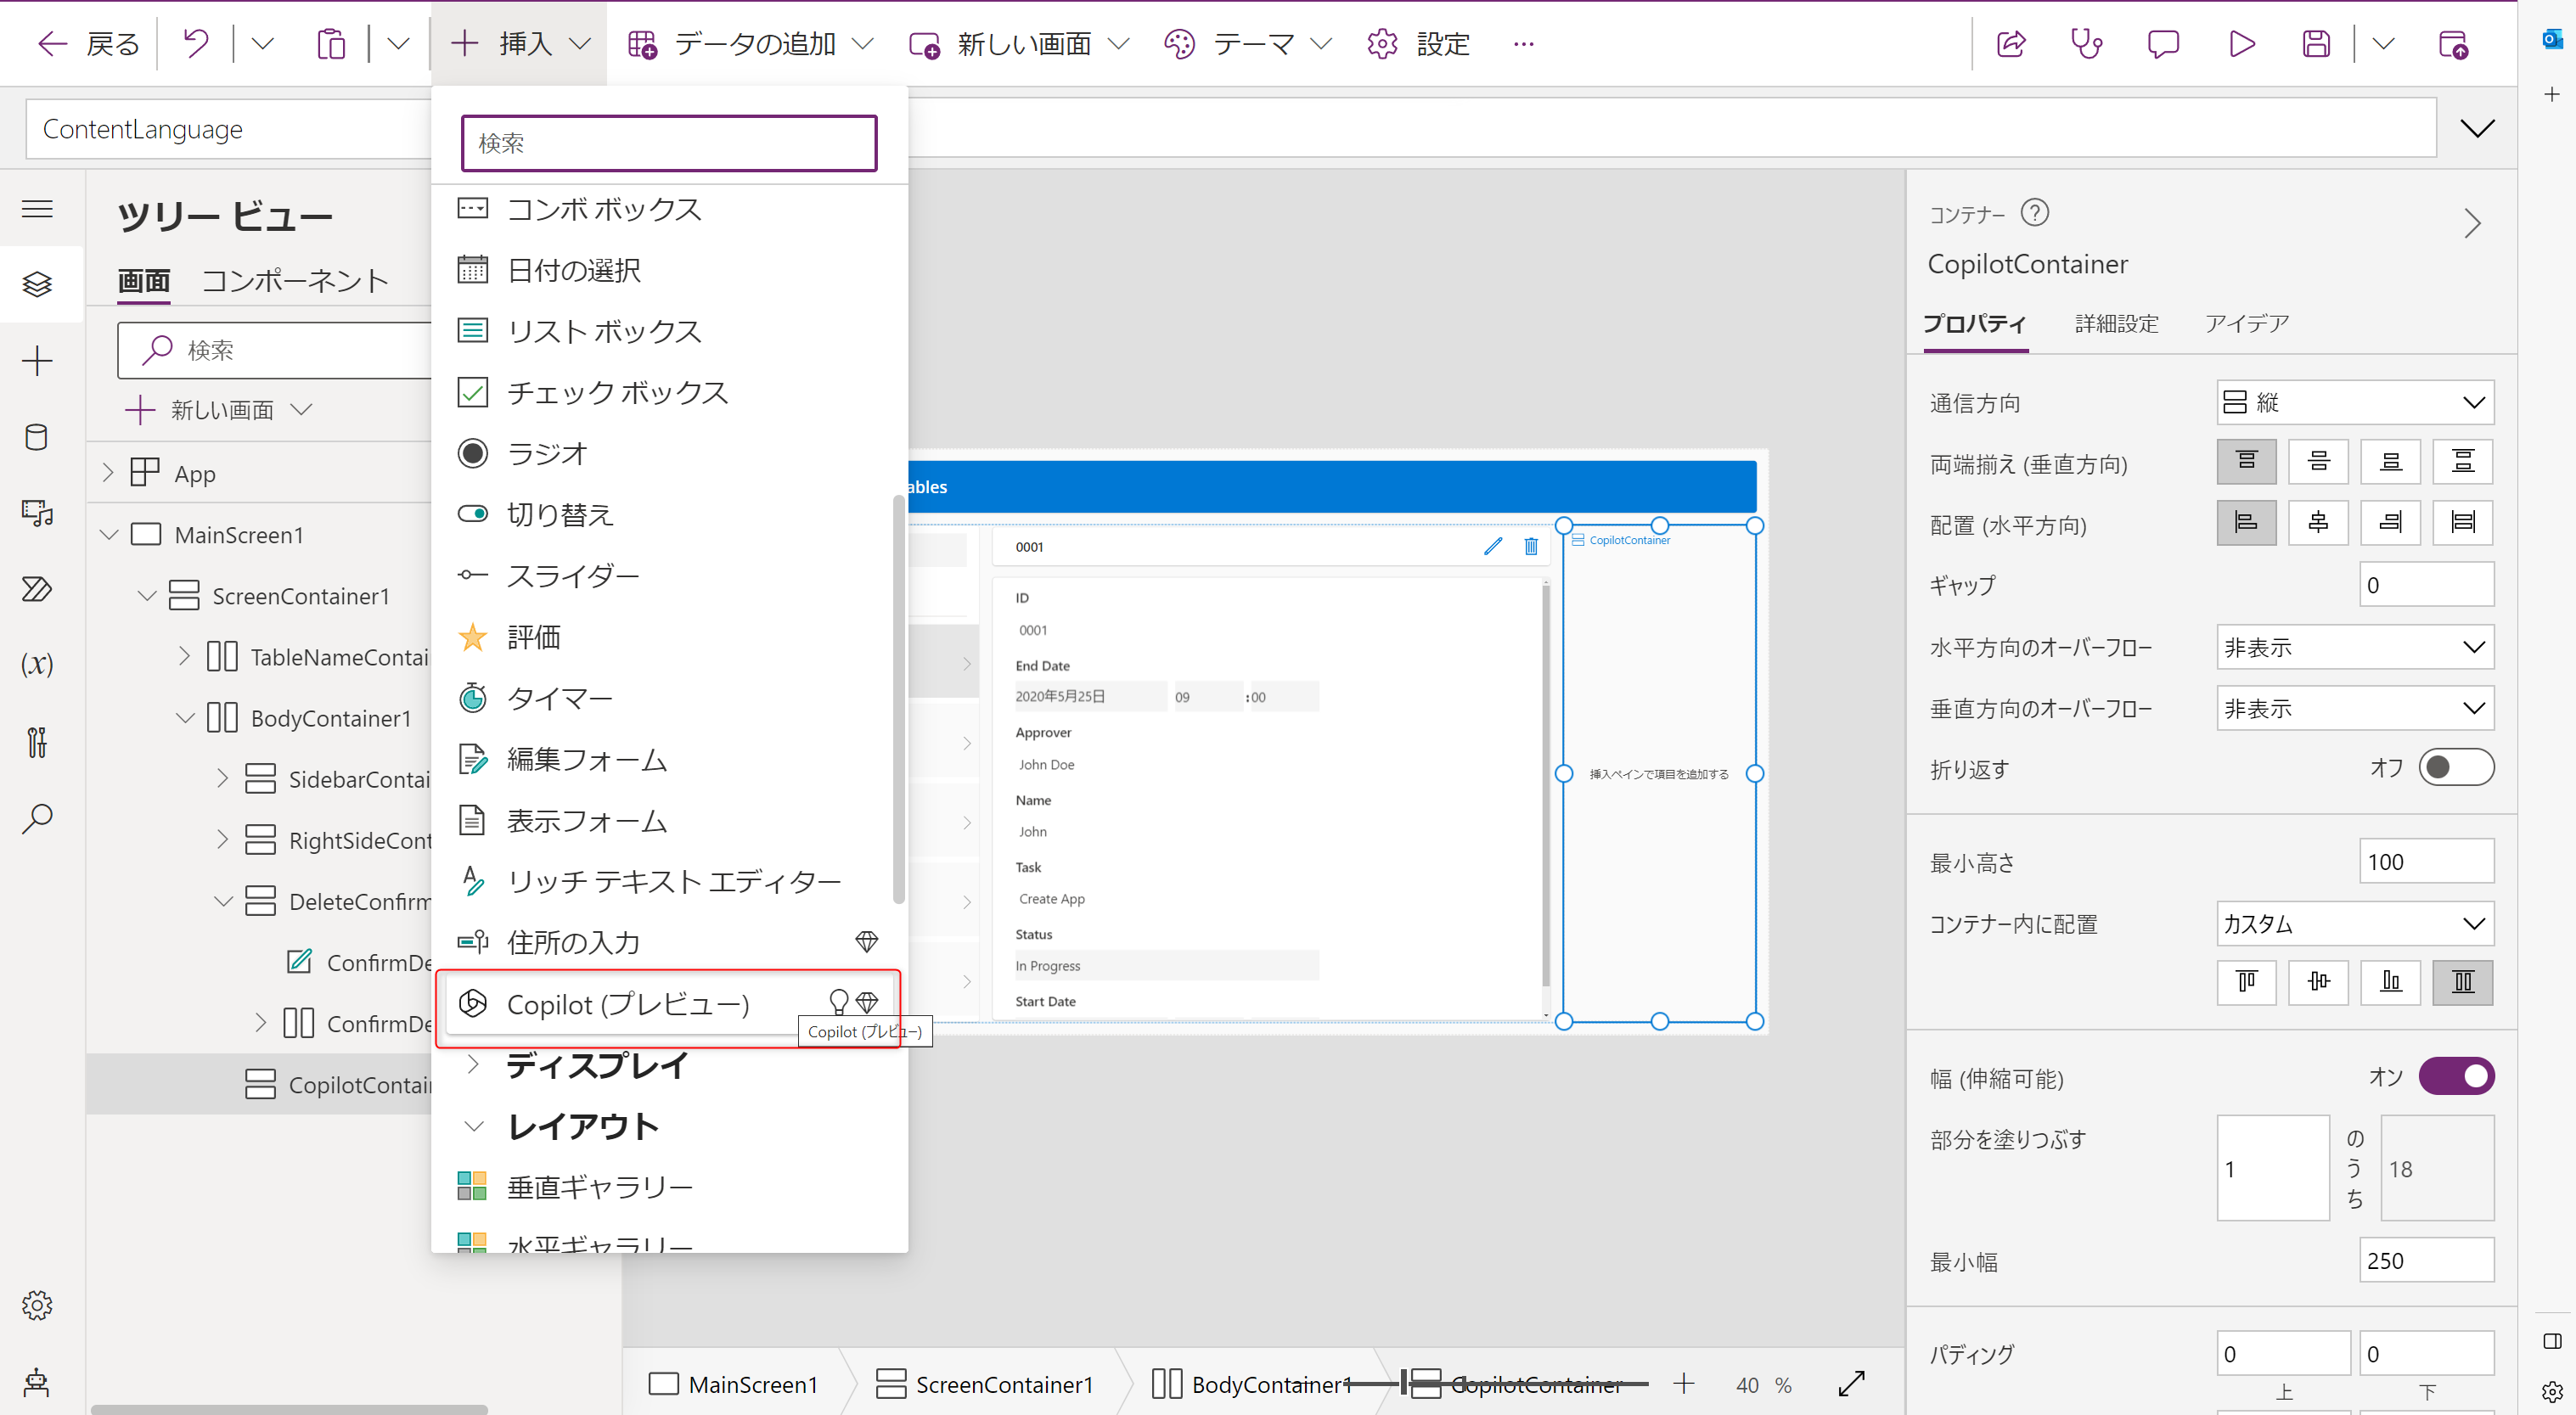 戻る
挿入
データの追加
新しい画面
テーマ
設定
ContentLanguage
検索
ツリー ビュー
画面
コンポーネント
検索
新しい画面
App
MainScreen1
ScreenContainer1
TableNameContai
BodyContainer1
SidebarContai
RightSideCont
DeleteConfirm
ConfirmDe
ConfirmDe
CopilotContai
コンボ ボックス
日付の選択
リスト ボックス
チェック ボックス
ラジオ
切り替え
スライダー
評価
タイマー
編集フォーム
表示フォーム
リッチ テキスト エディター
住所の入力
Copilot (プレビュー)
Copilot (プレビュー)
ディスプレイ
レイアウト
垂直ギャラリー
水平ギャラリー
ables
0001
ID
0001
End Date
2020年5月25日 09 :00
Approver
John Doe
Name
John
Task
Create App
Status
In Progress
Start Date
CopilotContainer
挿入ペインで項目を追加する
MainScreen1
ScreenContainer1
BodyContainer1
CopilotContainer
40 %
コンテナー
CopilotContainer
プロパティ
詳細設定
アイデア
通信方向
縦
両端揃え (垂直方向)
配置 (水平方向)
ギャップ
0
水平方向のオーバーフロー
非表示
垂直方向のオーバーフロー
非表示
折り返す
オフ
最小高さ
100
コンテナー内に配置
カスタム
幅 (伸縮可能)
オン
部分を塗りつぶす
1
のうち
18
最小幅
250
パディング
0
0
上
下